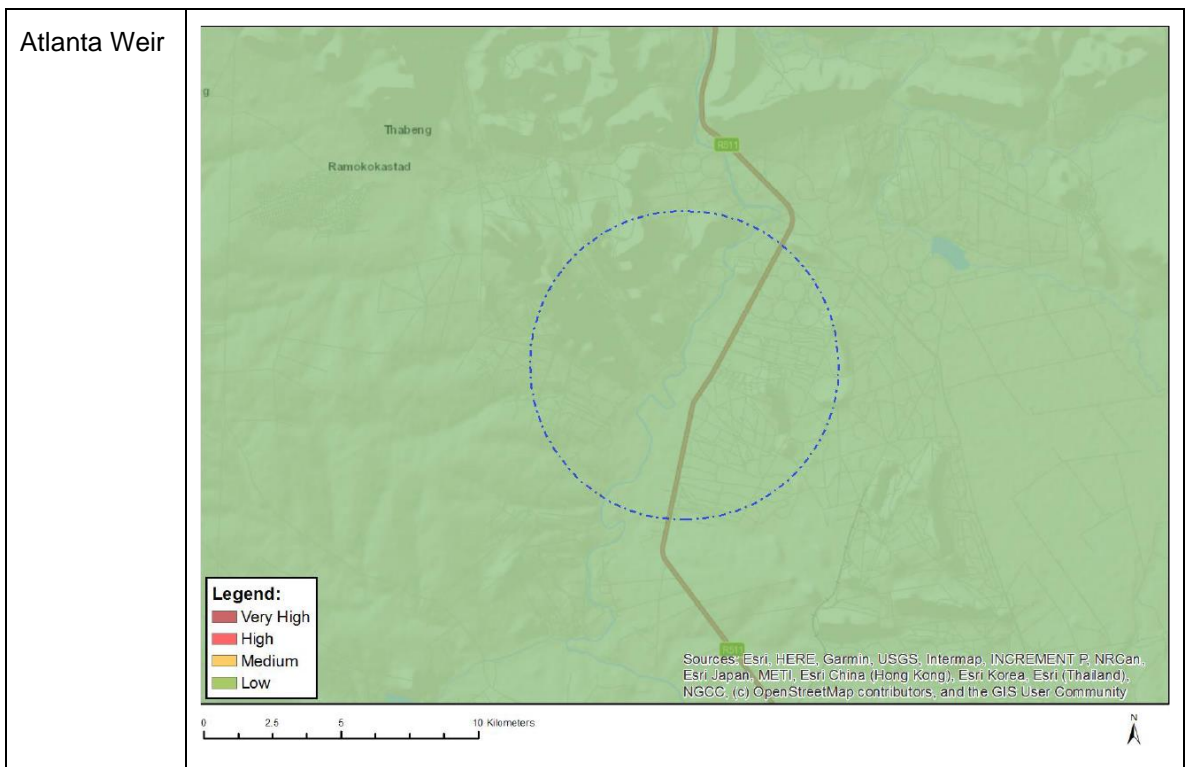 Atlanta Weir
g
Thabeng
Ramokokastad
R511
R511
Legend:
Very High
High
Medium
Low
Sources: Esri, HERE, Garmin, USGS, Intermap, INCREMENT P, NRCan,
Esri Japan, METI, Esri China (Hong Kong), Esri Korea, Esri (Thailand),
NGCC, (c) OpenStreetMap contributors, and the GIS User Community
0 2.5 5 10 Kilometers
N